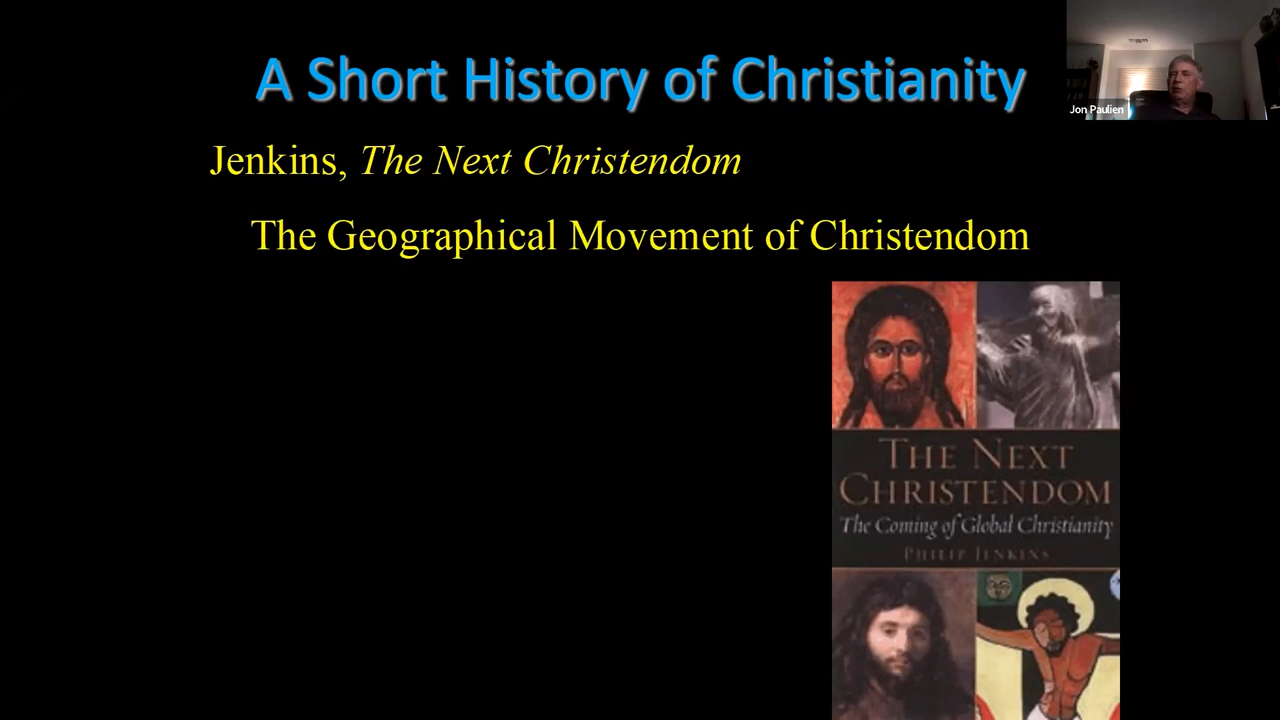 A Short History of Christianity
Jon Paulien
Jenkins, The Next Christendom
The Geographical Movement of Christendom
THE NEXT
CHRISTENDOM
The Coming of Global Christianity
PHILIP JENKINS